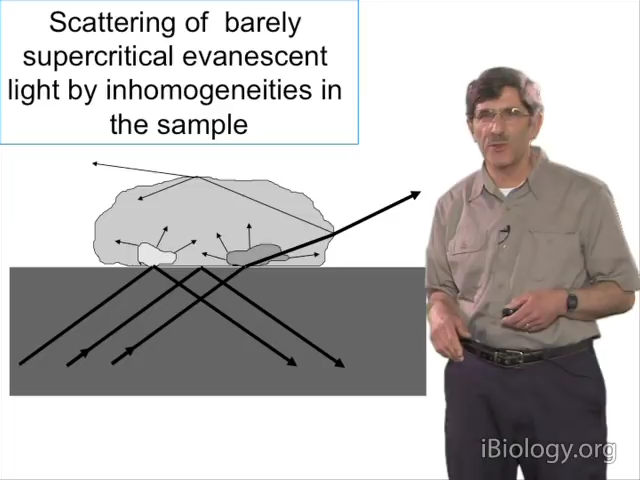 Scattering of  barely
supercritical evanescent
light by inhomogeneities in
the sample
iBiology.org